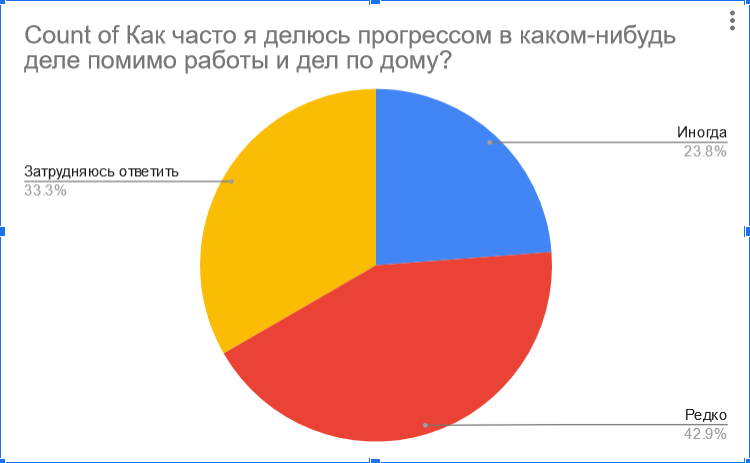 Count of Как часто я делюсь прогрессом в каком-нибудь
деле помимо работы и дел по дому?
Иногда
23.8%
Затрудняюсь ответить
33.3%
Редко
42.9%